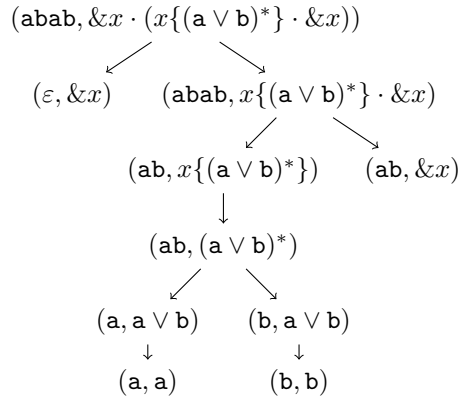 (abab, &x · (x{(a ∨ b)*} · &x))
(ε, &x) (abab, x{(a ∨ b)*} · &x)
(ab, x{(a ∨ b)*}) (ab, &x)
(ab, (a ∨ b)*)
(a, a ∨ b) (b, a ∨ b)
(a, a) (b, b)